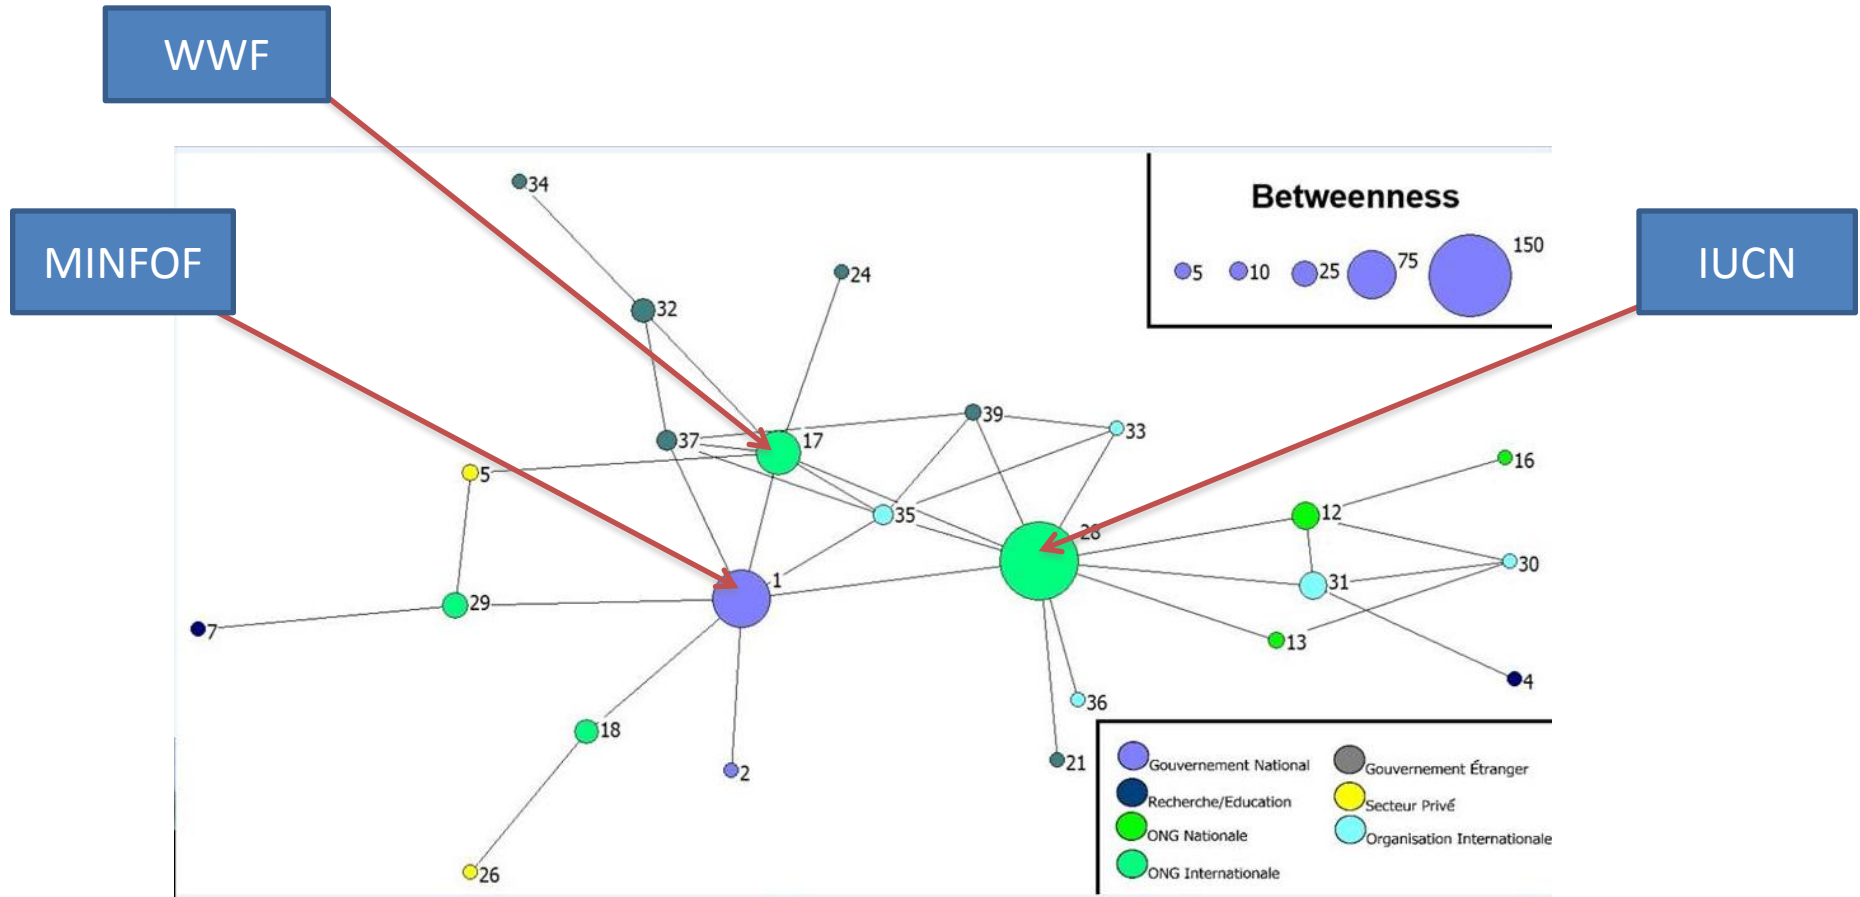 WWF
MINFOF
IUCN
Betweenness
5 10 25 75 150
34
24
32
39
33
37 17
5
16
35
12
28
30
1
31
29
7
13
4
36
18
21
2
26
Gouvernement National
Recherche/Education
ONG Nationale
ONG Internationale
Gouvernement Étranger
Secteur Privé
Organisation Internationale